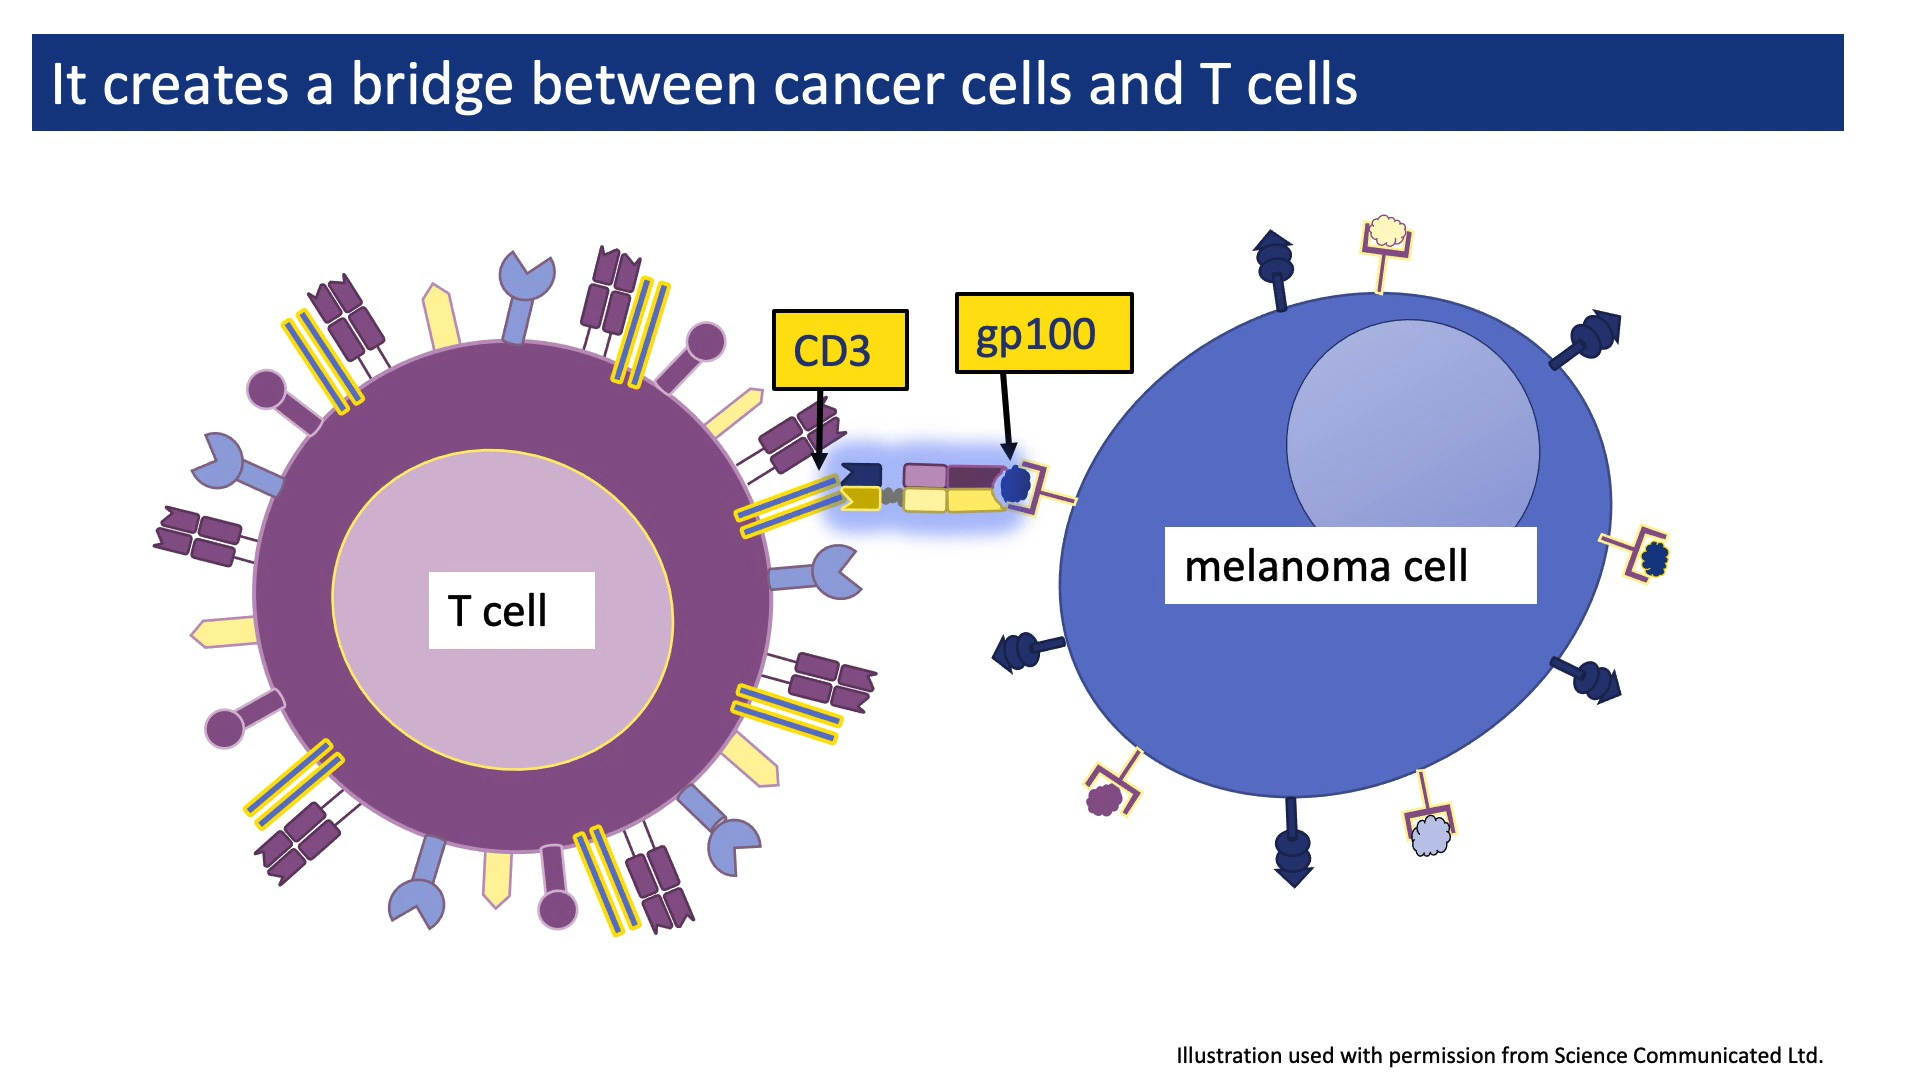 It creates a bridge between cancer cells and T cells
CD3
gp100
T cell
melanoma cell
Illustration used with permission from Science Communicated Ltd.